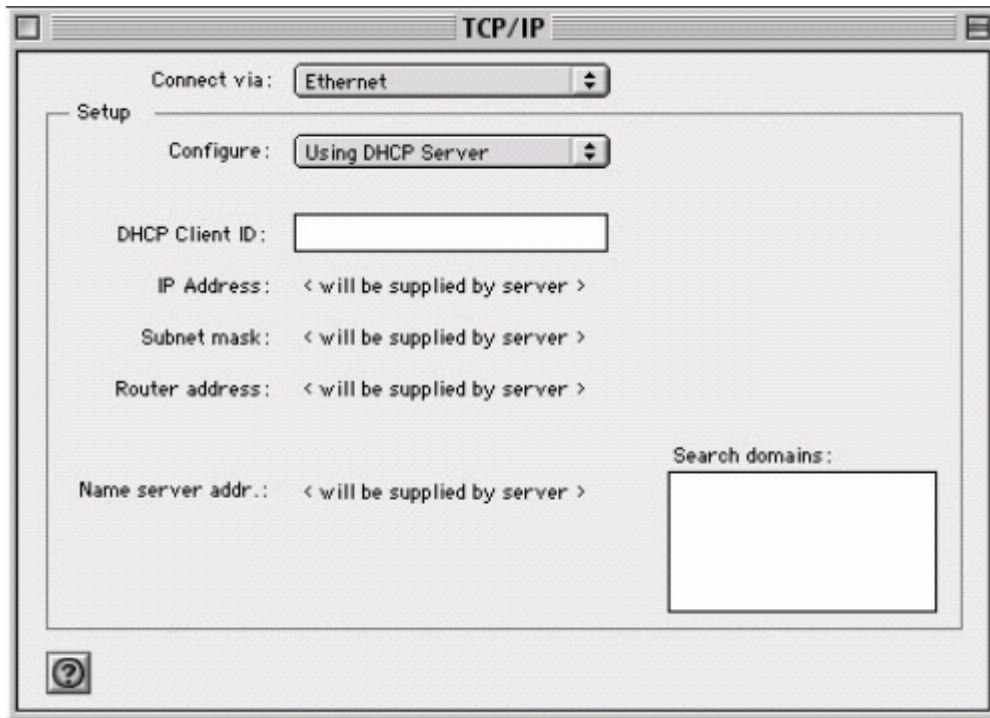 TCP/IP
Connect via: Ethernet
Setup
Configure: Using DHCP Server
DHCP Client ID:
IP Address: < will be supplied by server >
Subnet mask: < will be supplied by server >
Router address: < will be supplied by server >
Search domains:
Name server addr.: < will be supplied by server >
?